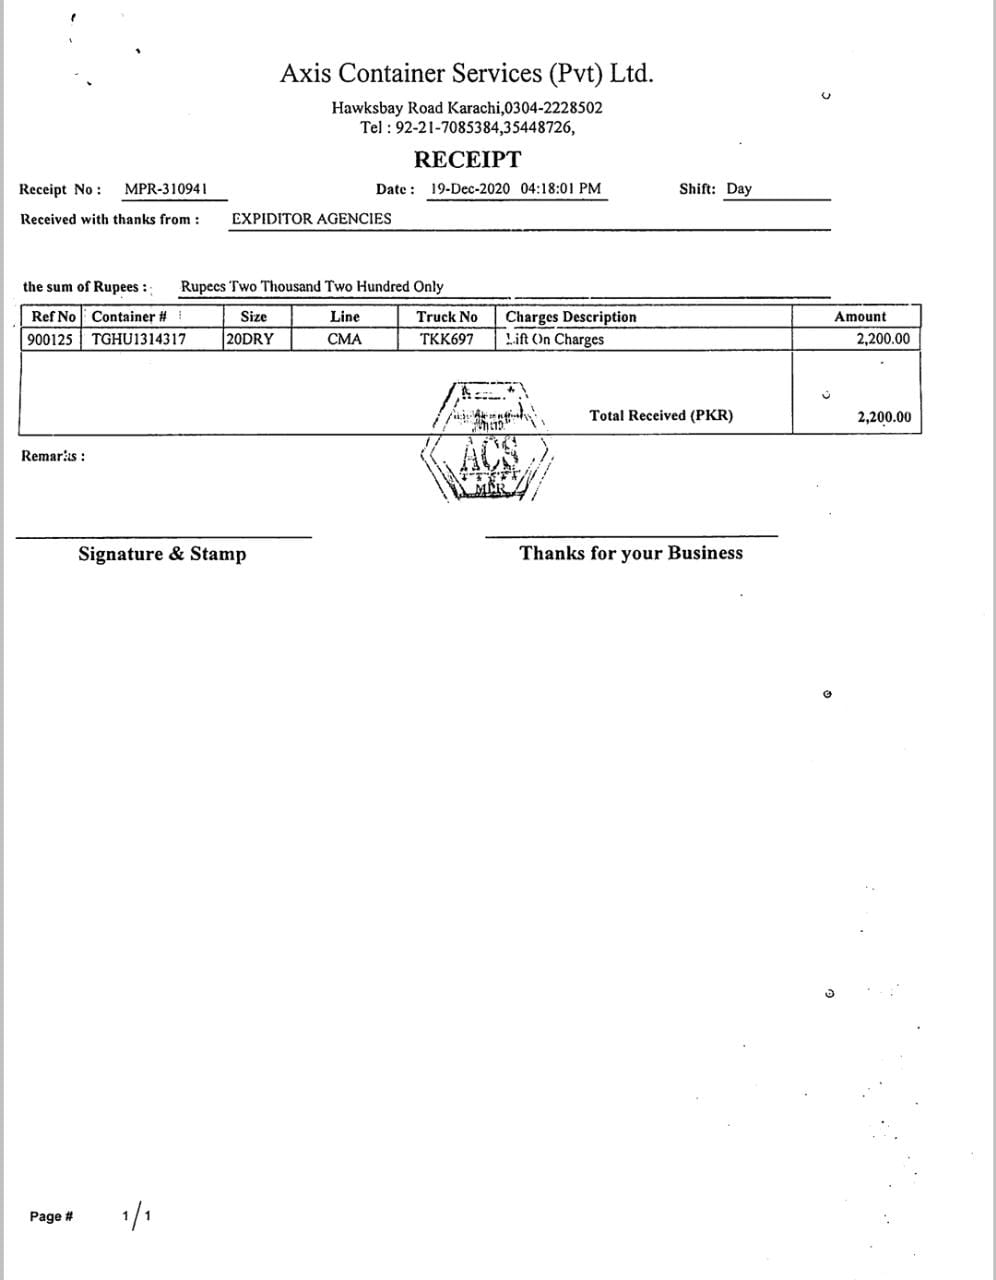 Axis Container Services (Pvt) Ltd.
Hawksbay Road Karachi,0304-2228502
Tel : 92-21-7085384,35448726,
RECEIPT
Receipt No : MPR-310941 Date : 19-Dec-2020 04:18:01 PM Shift: Day
Received with thanks from : EXPIDITOR AGENCIES
the sum of Rupees : Rupees Two Thousand Two Hundred Only
Ref No Container # Size Line Truck No Charges Description Amount
900125 TGHU1314317 20DRY CMA TKK697 Lift On Charges 2,200.00
Total Received (PKR) 2,200.00
ACS
Remarks :
Signature & Stamp Thanks for your Business
Page # 1/1